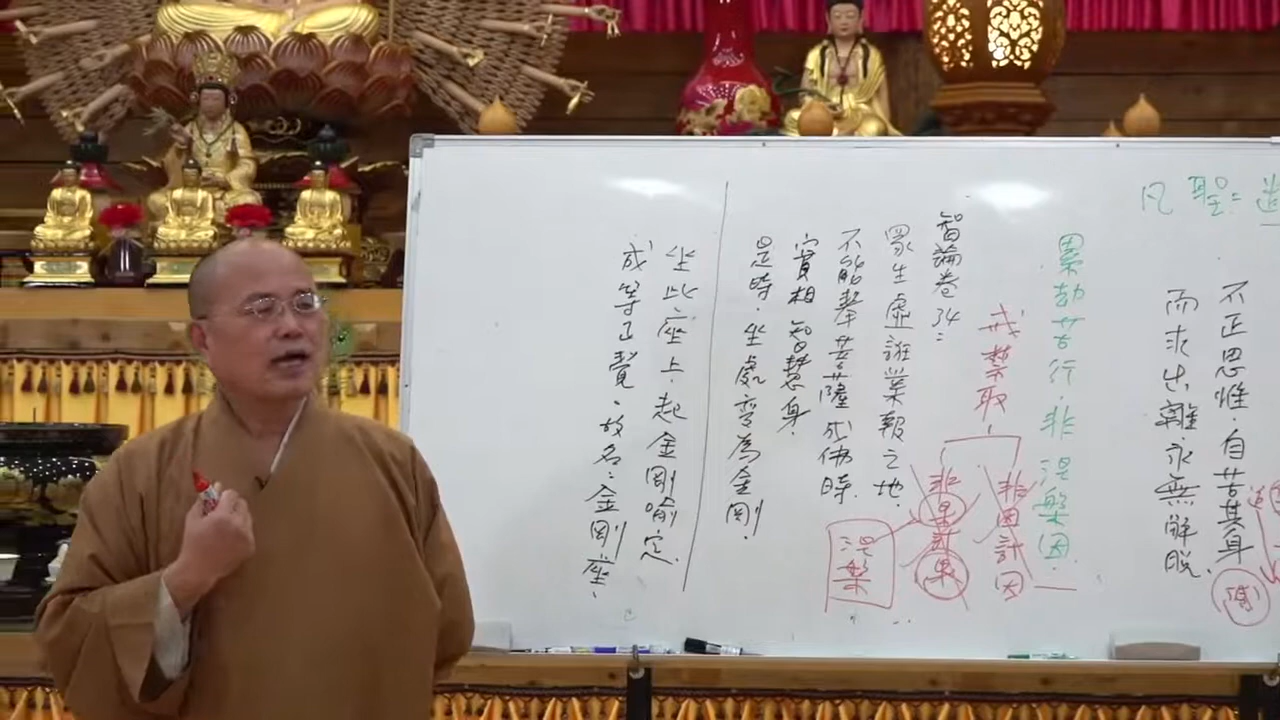 凡聖=造
不正思惟、自苦其身
而求出離永無解脫、
累劫苦行、非涅槃因、
戒禁取
非因計因
非果計果
涅槃
智論卷34:
眾生虛誑業報之地、
不能舉菩薩成佛時、
實相智慧身、
是時、坐處變為金剛、
坐此座上、起金剛喻定、
成等正覺、故名:金剛座、